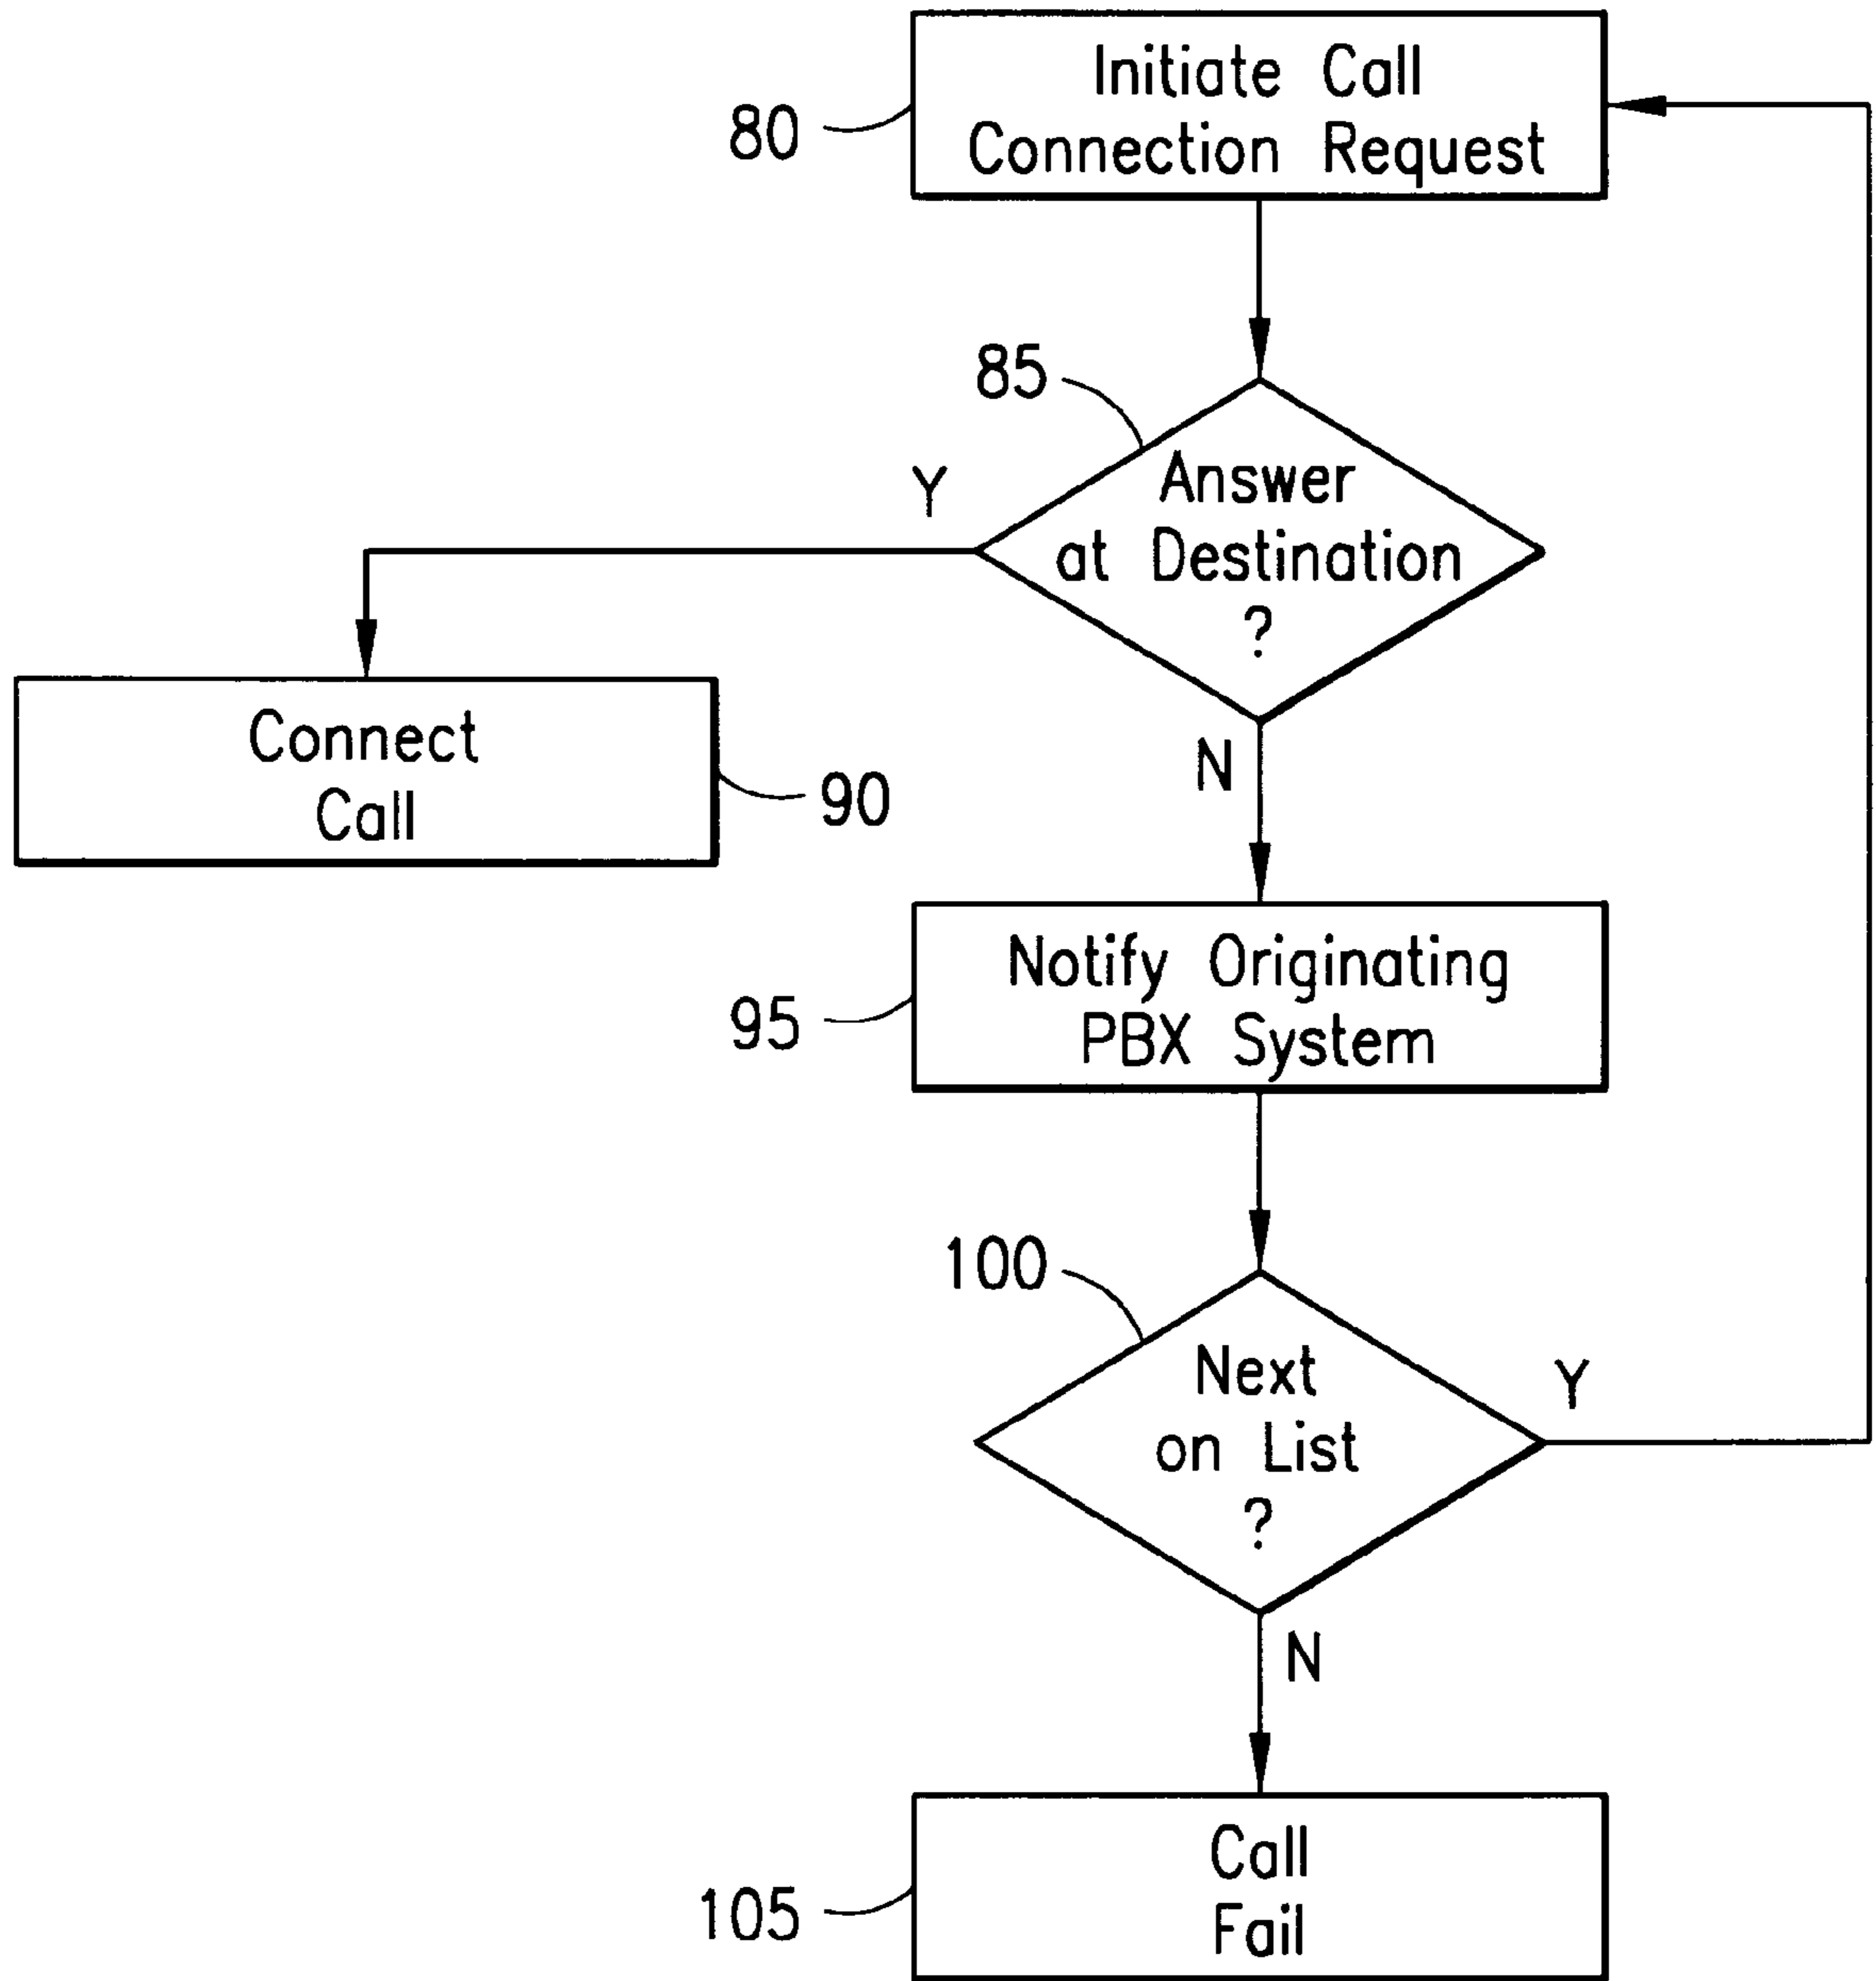 Initiate Call
Connection Request
80
85
Answer
at Destination
?
Y
N
Connect
Call
90
Notify Originating
PBX System
95
100
Next
on List
?
Y
N
Call
Fail
105